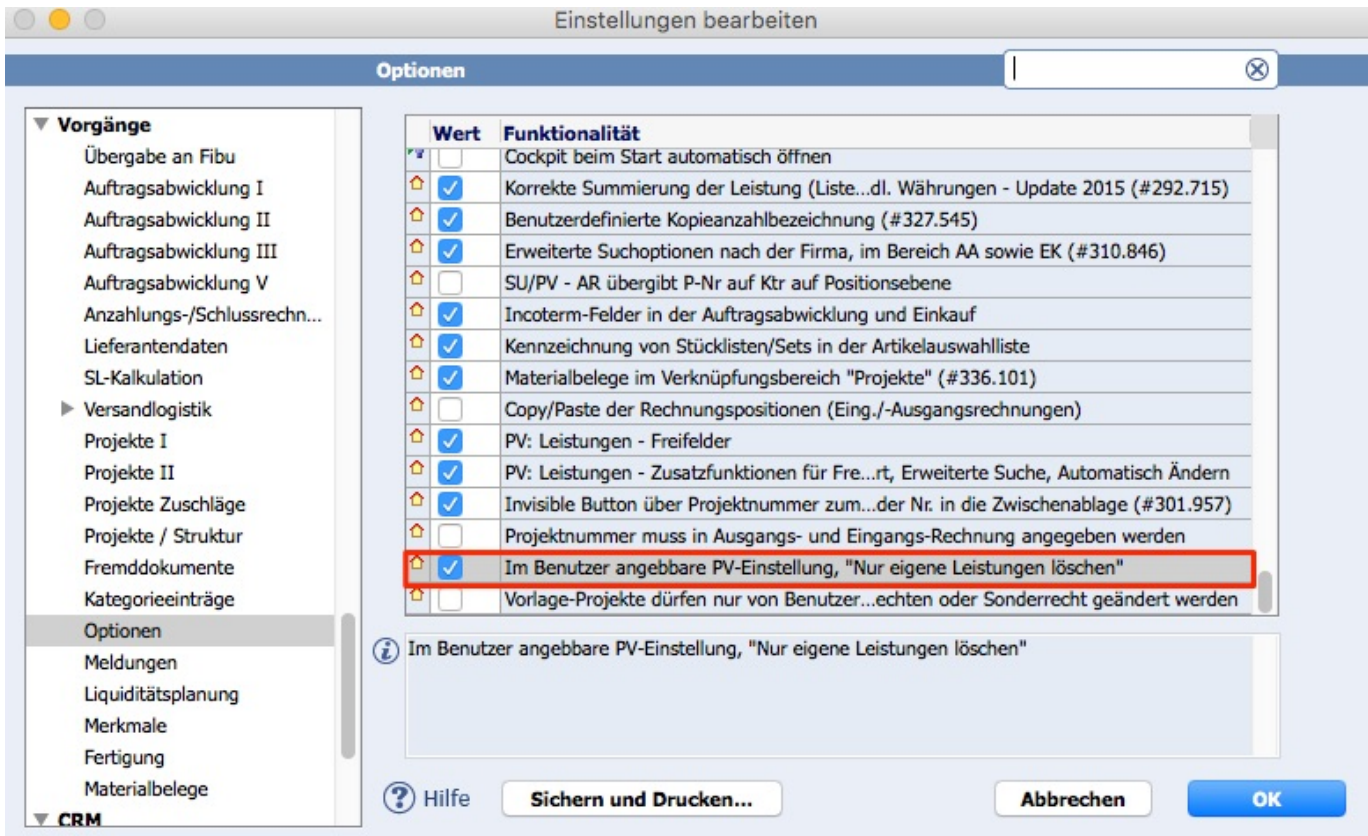 Einstellungen bearbeiten
Optionen
Vorgänge
Übergabe an Fibu
Auftragsabwicklung I
Auftragsabwicklung II
Auftragsabwicklung III
Auftragsabwicklung V
Anzahlungs-/Schlussrechn...
Lieferantendaten
SL-Kalkulation
Versandlogistik
Projekte I
Projekte II
Projekte Zuschläge
Projekte / Struktur
Fremddokumente
Kategorieeinträge
Optionen
Meldungen
Liquiditätsplanung
Merkmale
Fertigung
Materialbelege
CRM
Wert Funktionalität
Cockpit beim Start automatisch öffnen
Korrekte Summierung der Leistung (Liste...dl. Währungen - Update 2015 (#292.715)
Benutzerdefinierte Kopieanzahlbezeichnung (#327.545)
Erweiterte Suchoptionen nach der Firma, im Bereich AA sowie EK (#310.846)
SU/PV - AR übergibt P-Nr auf Ktr auf Positionsebene
Incoterm-Felder in der Auftragsabwicklung und Einkauf
Kennzeichnung von Stücklisten/Sets in der Artikelauswahlliste
Materialbelege im Verknüpfungsbereich "Projekte" (#336.101)
Copy/Paste der Rechnungspositionen (Eing./-Ausgangsrechnungen)
PV: Leistungen - Freifelder
PV: Leistungen - Zusatzfunktionen für Fre...rt, Erweiterte Suche, Automatisch Ändern
Invisible Button über Projektnummer zum...der Nr. in die Zwischenablage (#301.957)
Projektnummer muss in Ausgangs- und Eingangs-Rechnung angegeben werden
Im Benutzer angebbare PV-Einstellung, "Nur eigene Leistungen löschen"
Vorlage-Projekte dürfen nur von Benutzer...echten oder Sonderrecht geändert werden
Im Benutzer angebbare PV-Einstellung, "Nur eigene Leistungen löschen"
Hilfe
Sichern und Drucken...
Abbrechen
OK